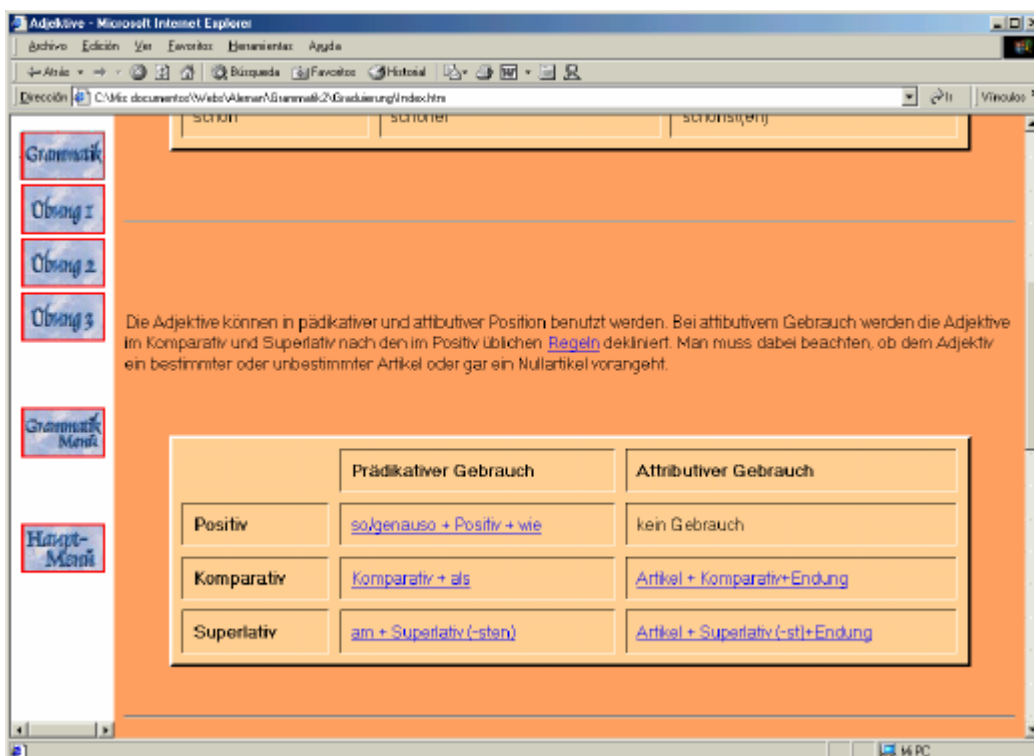 Adjektive - Microsoft Internet Explorer
Archivo Edición Ver Favoritos Herramientas Ayuda
Atrás Búsqueda Favoritos Historial
Dirección C:\Mis documentos\Webs\Aleman\Grammatik2\Graduierung\Index.htm Ir Vínculos
schön schöner schönst(en)
Grammatik
Übung 1
Übung 2
Übung 3
Die Adjektive können in pädikativer und attibutiver Position benutzt werden. Bei attibutivem Gebrauch werden die Adjektive
im Komparativ und Superlativ nach den im Positiv üblichen Regeln dekliniert. Man muss dabei beachten, ob dem Adjektiv
ein bestimmter oder unbestimmter Artikel oder gar ein Nullartikel vorangeht.
Grammatik
Menü
Prädikativer Gebrauch Attributiver Gebrauch
Positiv so/genauso + Positiv + wie kein Gebrauch
Haupt-
Menü
Komparativ Komparativ + als Artikel + Komparativ+Endung
Superlativ am + Superlativ (-sten) Artikel + Superlativ (-st)+Endung
Mi PC